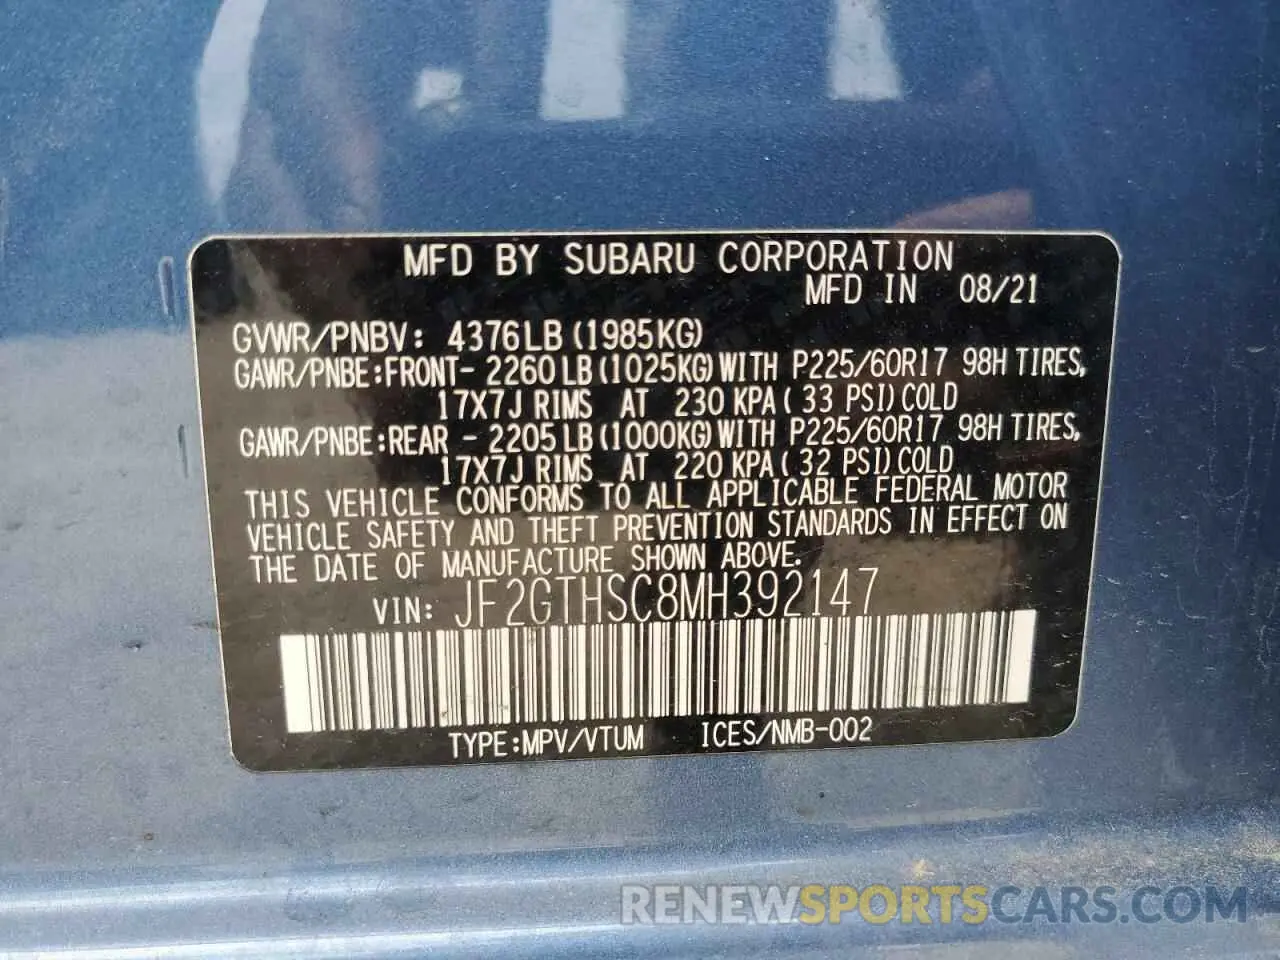 MFD BY SUBARU CORPORATION
MFD IN 08/21
GVWR/PNBV: 4376LB (1985KG)
GAWR/PNBE:FRONT- 2260LB (1025KG) WITH P225/60R17 98H TIRES,
17X7J RIMS AT 230 KPA ( 33 PSI) COLD
GAWR/PNBE:REAR - 2205LB (1000KG) WITH P225/60R17 98H TIRES,
17X7J RIMS AT 220 KPA ( 32 PSI) COLD
THIS VEHICLE CONFORMS TO ALL APPLICABLE FEDERAL MOTOR
VEHICLE SAFETY AND THEFT PREVENTION STANDARDS IN EFFECT ON
THE DATE OF MANUFACTURE SHOWN ABOVE.
VIN: JF2GTHSC8MH392147
TYPE:MPV/VTUM ICES/NMB-002
RENEWSPORTSCARS.COM